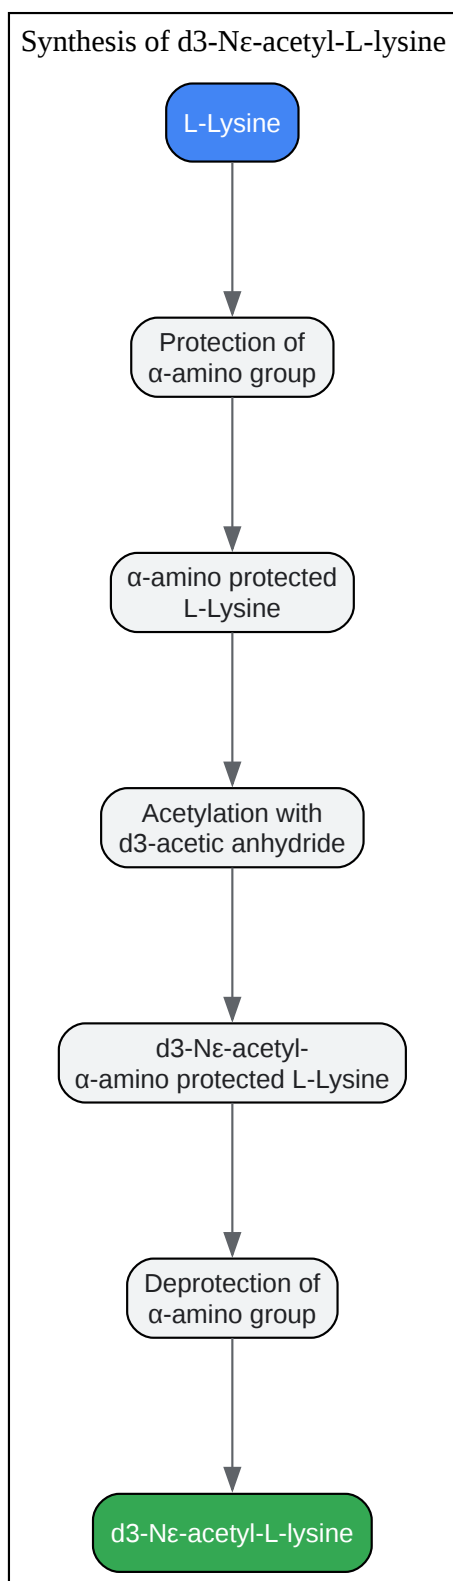 Synthesis of d3-Nε-acetyl-L-lysine
L-Lysine
Protection of
α-amino group
α-amino protected
L-Lysine
Acetylation with
d3-acetic anhydride
d3-Nε-acetyl-
α-amino protected L-Lysine
Deprotection of
α-amino group
d3-Nε-acetyl-L-lysine